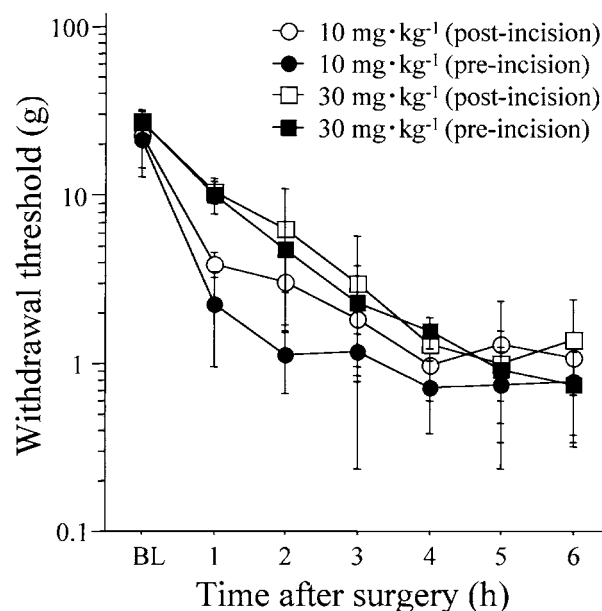 100
10 mg·kg⁻¹ (post-incision)
10 mg·kg⁻¹ (pre-incision)
30 mg·kg⁻¹ (post-incision)
30 mg·kg⁻¹ (pre-incision)
Withdrawal threshold (g)
10
1
0.1
BL 1 2 3 4 5 6
Time after surgery (h)